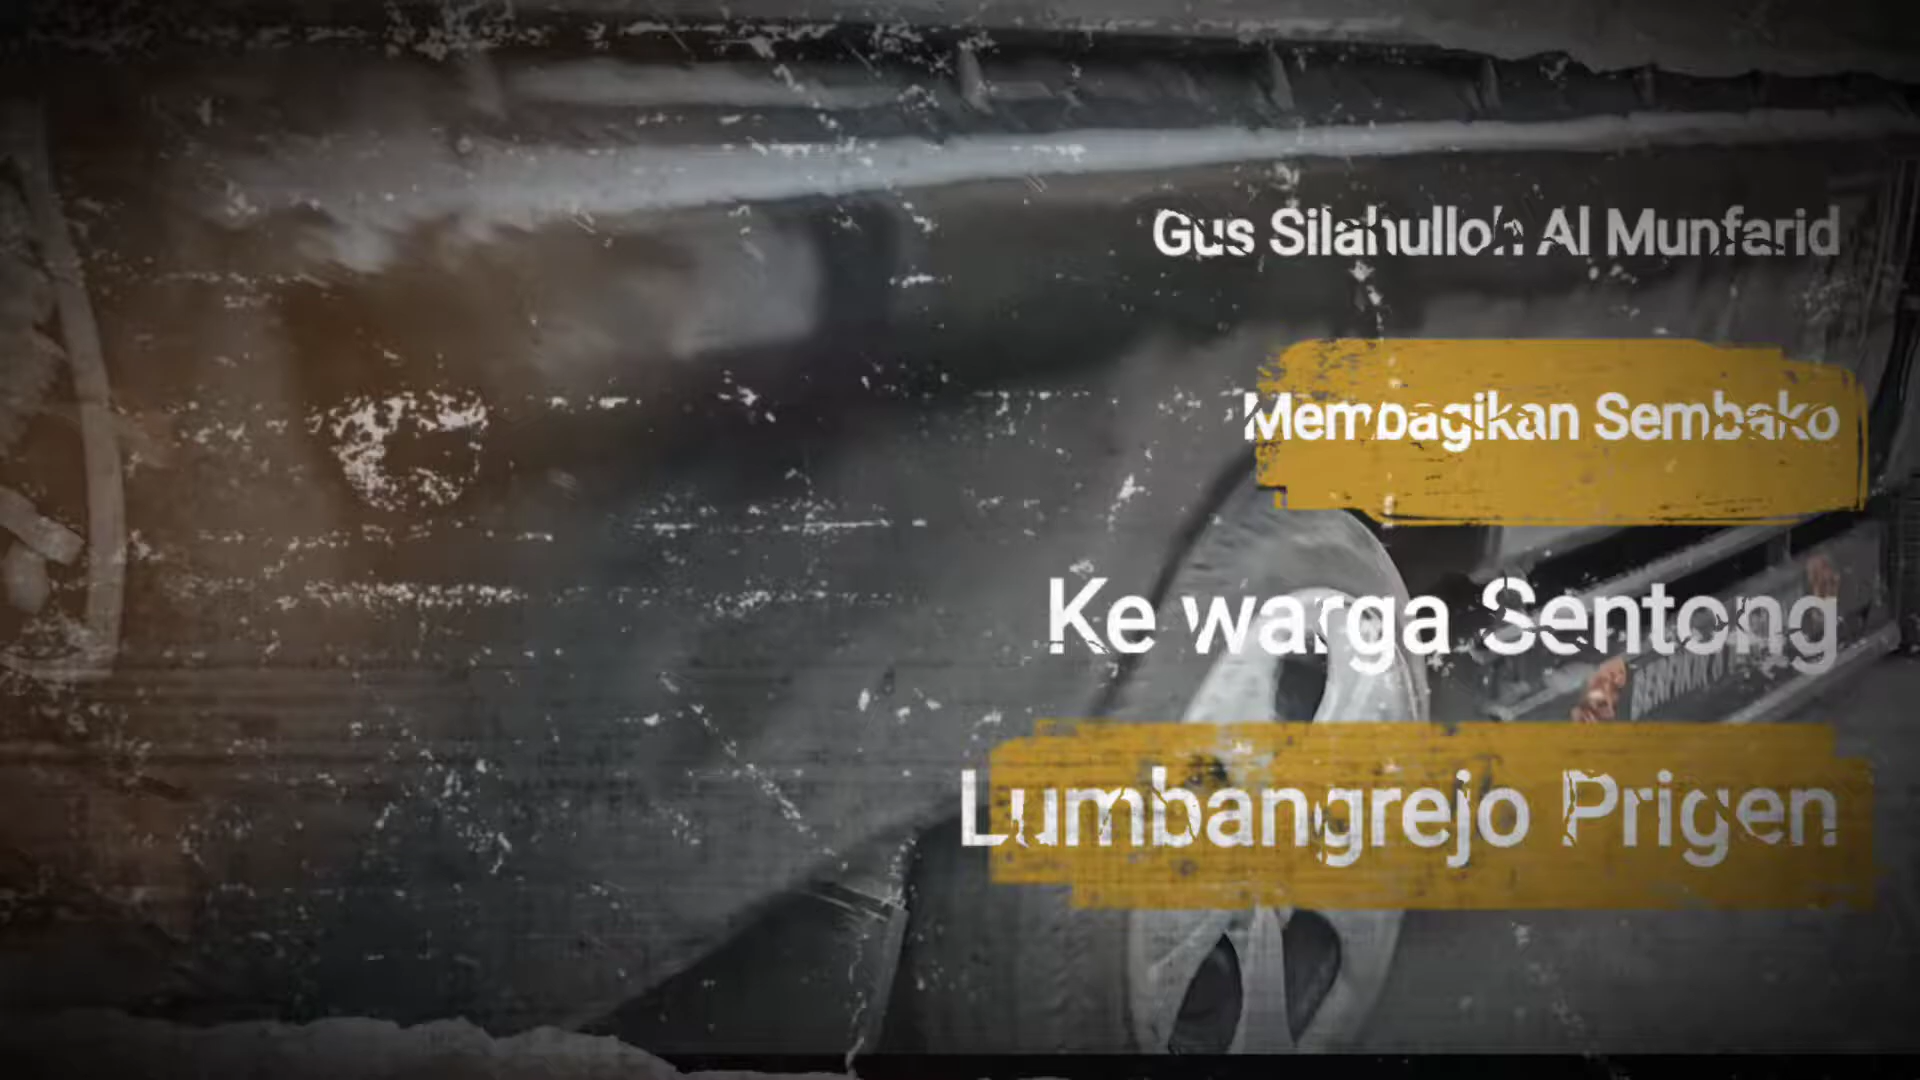 Gus Silahulloh Al Munfarid
Membagikan Sembako
Ke warga Sentong
Lumbangrejo Prigen